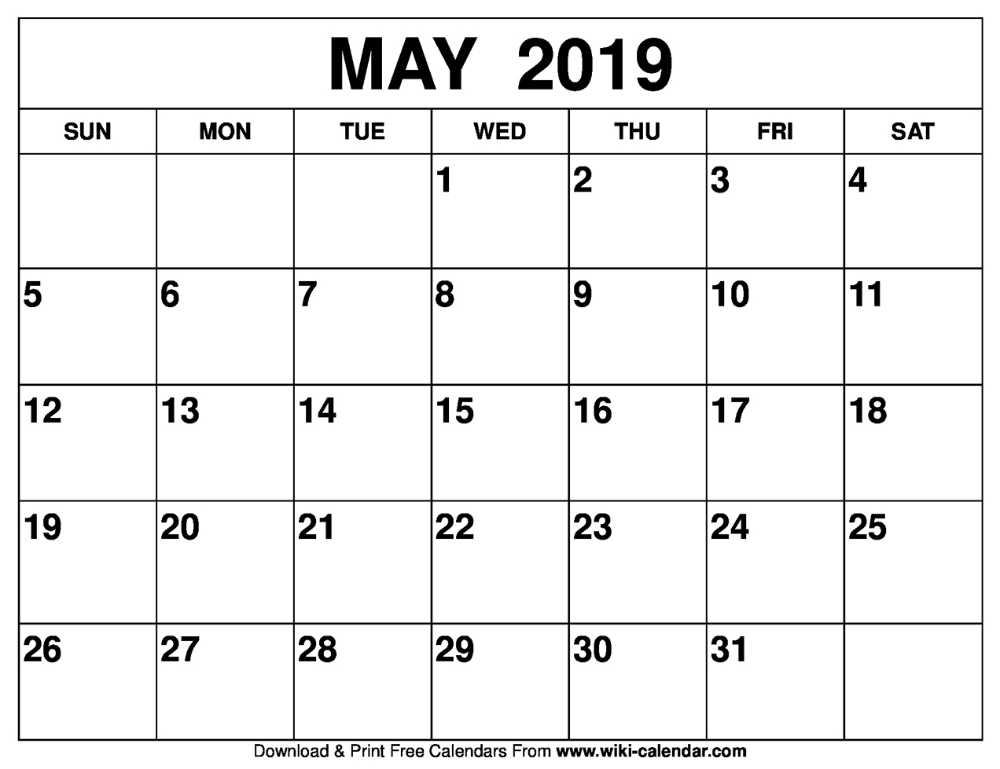 MAY 2019
SUN MON TUE WED THU FRI SAT
1 2 3 4
5 6 7 8 9 10 11
12 13 14 15 16 17 18
19 20 21 22 23 24 25
26 27 28 29 30 31
Download & Print Free Calendars From www.wiki-calendar.com